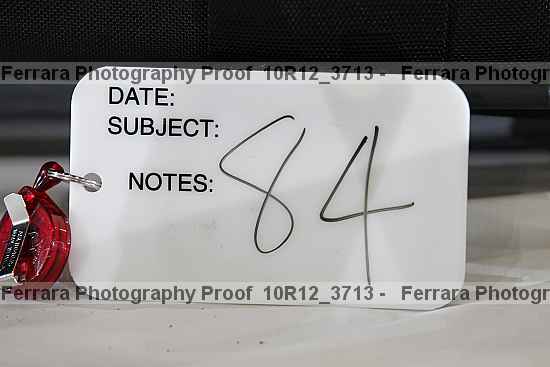 Ferrara Photography Proof 10R12_3713 - Ferrara Photogr
DATE:
SUBJECT:
84
NOTES:
Ferrara Photography Proof 10R12_3713 - Ferrara Photogr